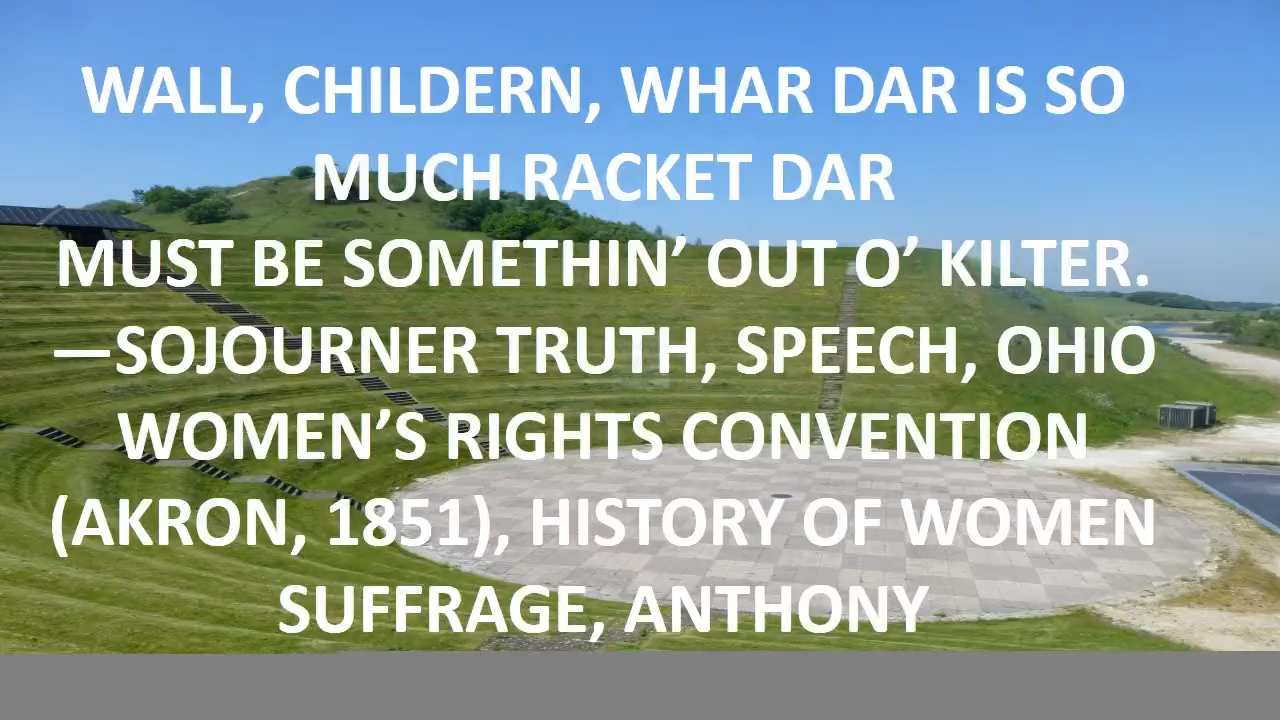 WALL, CHILDERN, WHAR DAR IS SO
MUCH RACKET DAR
MUST BE SOMETHIN’ OUT O’ KILTER.
—SOJOURNER TRUTH, SPEECH, OHIO
WOMEN’S RIGHTS CONVENTION
(AKRON, 1851), HISTORY OF WOMEN
SUFFRAGE, ANTHONY